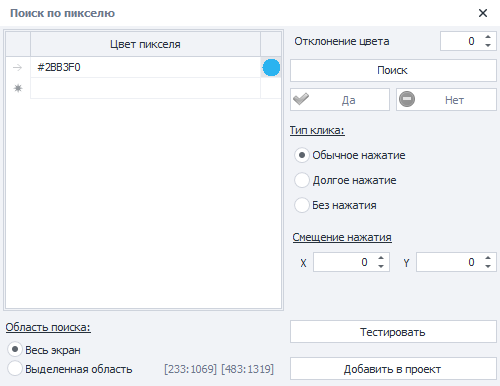 Поиск по пикселю
Цвет пикселя
#2BB3F0
Отклонение цвета 0
Поиск
Да Нет
Тип клика:
Обычное нажатие
Долгое нажатие
Без нажатия
Смещение нажатия
X 0 Y 0
Область поиска:
Весь экран
Выделенная область [233:1069] [483:1319]
Тестировать
Добавить в проект